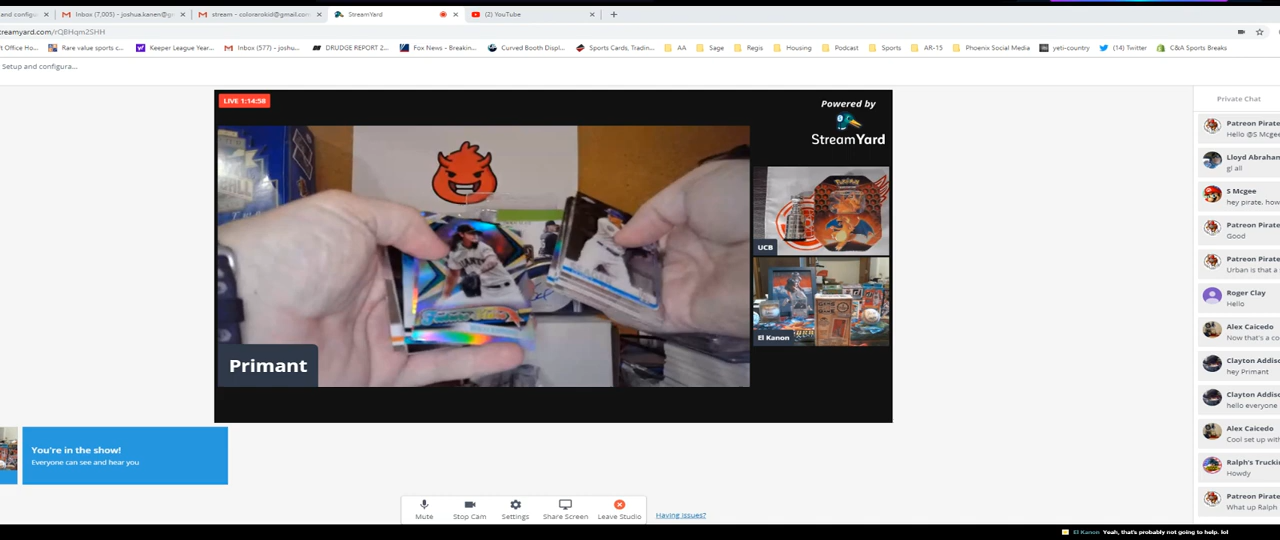 and configu...
Inbox (7,005) - joshua.kanen@g
stream - colorarokid@gmail.com
StreamYard
(2) YouTube
streamyard.com/rQBHqm2SHH
st Office Ho...
Rare value sports c...
Keeper League Year...
Inbox (577) - joshu...
DRUDGE REPORT 2...
Fox News - Breakin...
Curved Booth Displ...
Sports Cards, Tradin...
AA
Sage
Regis
Housing
Podcast
Sports
AR-15
Phoenix Social Media
yeti-country
(14) Twitter
C&A Sports Breaks
Setup and configura...
LIVE 1:14:58
Powered by
StreamYard
UCB
El Kanon
Primant
You're in the show!
Everyone can see and hear you
Mute
Stop Cam
Settings
Share Screen
Leave Studio
Having issues?
Private Chat
Patreon Pirate
Hello @S Mcgee
Lloyd Abraham
gl all
S Mcgee
hey pirate, how
Patreon Pirate
Good
Patreon Pirate
Urban is that a
Roger Clay
Hello
Alex Caicedo
Now that's a co
Clayton Addiso
hey Primant
Clayton Addiso
hello everyone
Alex Caicedo
Cool set up with
Ralph's Truckin
Howdy
Patreon Pirate
What up Ralph
El Kanon Yeah, that's probably not going to help. lol